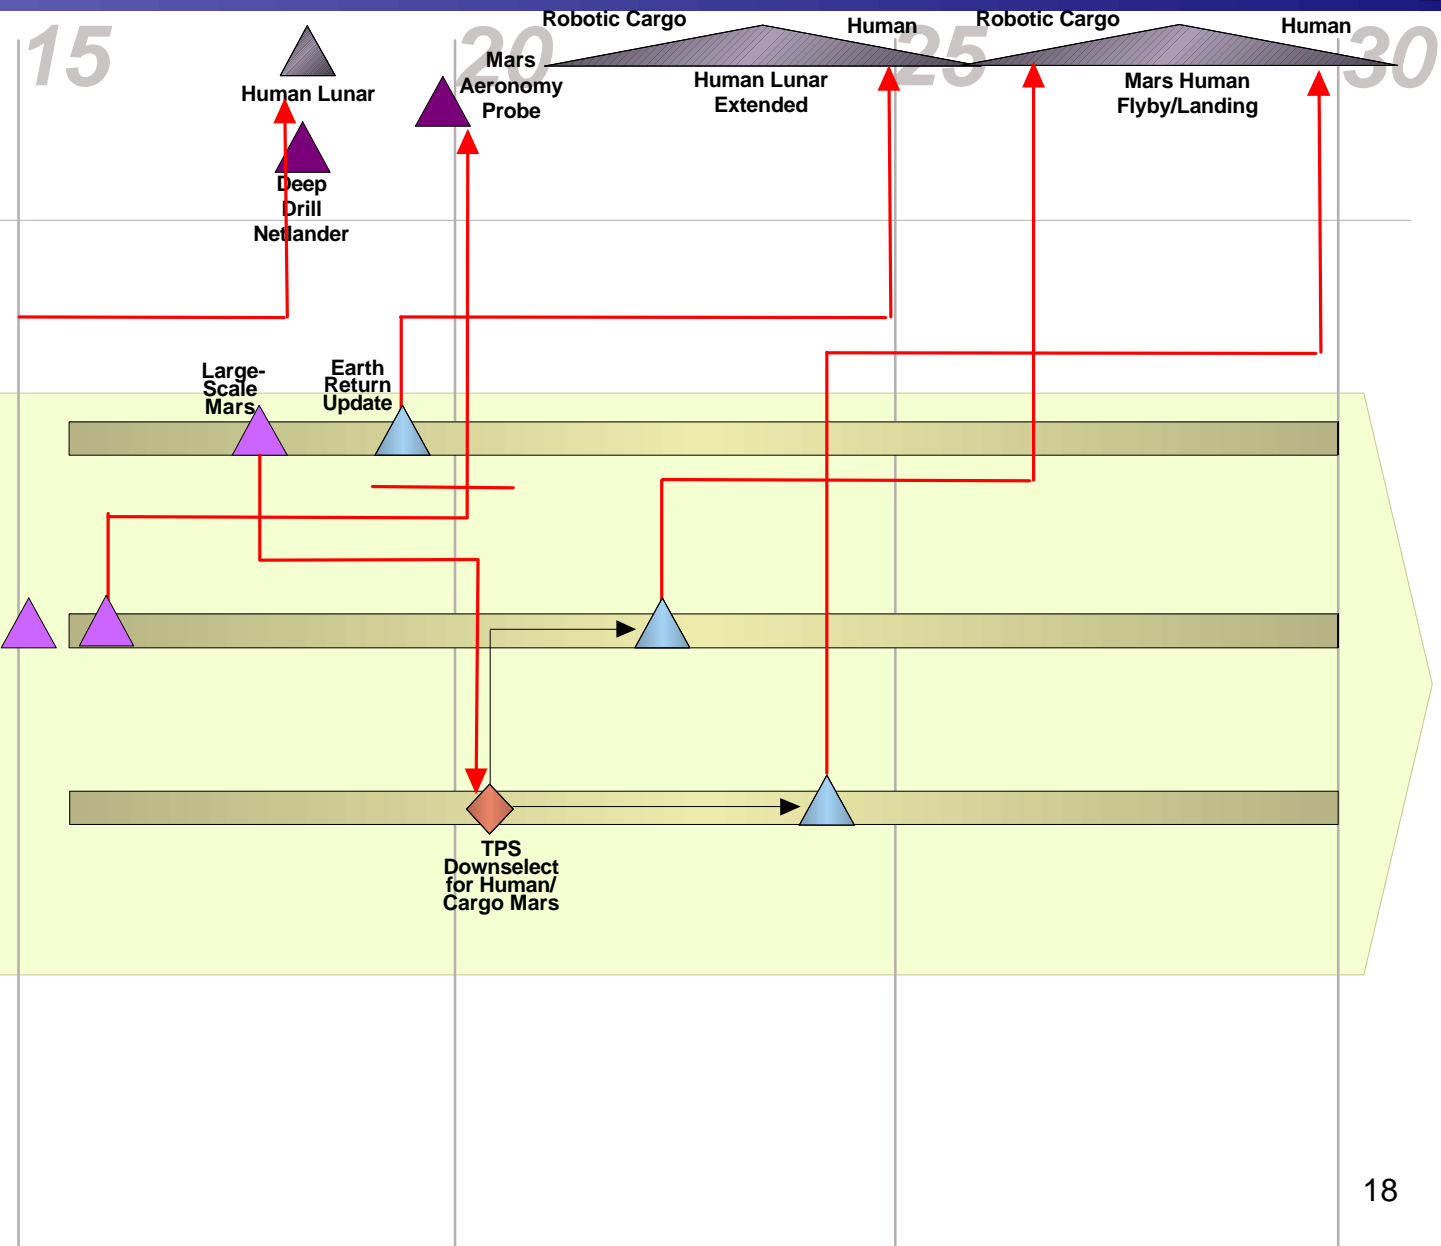 15
20
25
30
Robotic Cargo
Human
Robotic Cargo
Human
Human Lunar
Mars
Aeronomy
Probe
Human Lunar
Extended
Mars Human
Flyby/Landing
Deep
Drill
Netlander
Large-
Scale
Mars
Earth
Return
Update
TPS
Downselect
for Human/
Cargo Mars
18